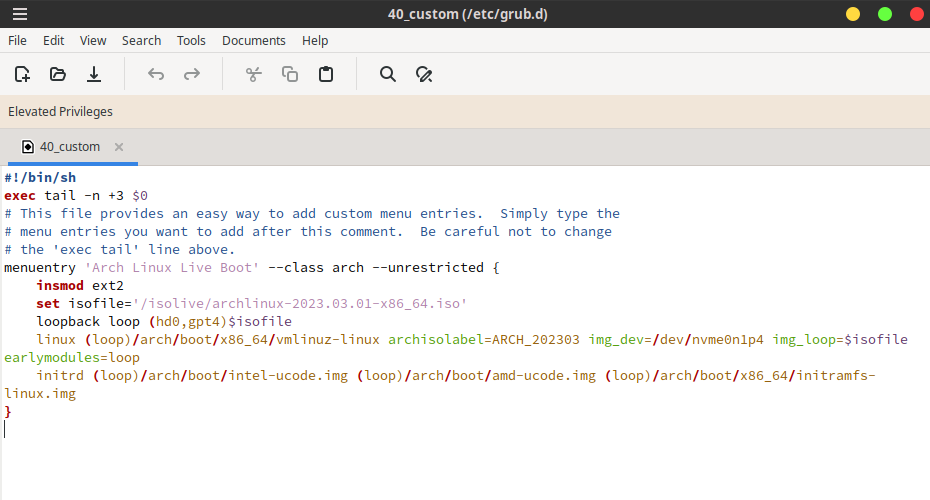 40_custom (/etc/grub.d)
File Edit View Search Tools Documents Help
Elevated Privileges
40_custom
#!/bin/sh
exec tail -n +3 $0
# This file provides an easy way to add custom menu entries.  Simply type the
# menu entries you want to add after this comment.  Be careful not to change
# the 'exec tail' line above.
menuentry 'Arch Linux Live Boot' --class arch --unrestricted {
    insmod ext2
    set isofile='/isolive/archlinux-2023.03.01-x86_64.iso'
    loopback loop (hd0,gpt4)$isofile
    linux (loop)/arch/boot/x86_64/vmlinuz-linux archisolabel=ARCH_202303 img_dev=/dev/nvme0n1p4 img_loop=$isofile
earlymodules=loop
    initrd (loop)/arch/boot/intel-ucode.img (loop)/arch/boot/amd-ucode.img (loop)/arch/boot/x86_64/initramfs-
linux.img
}